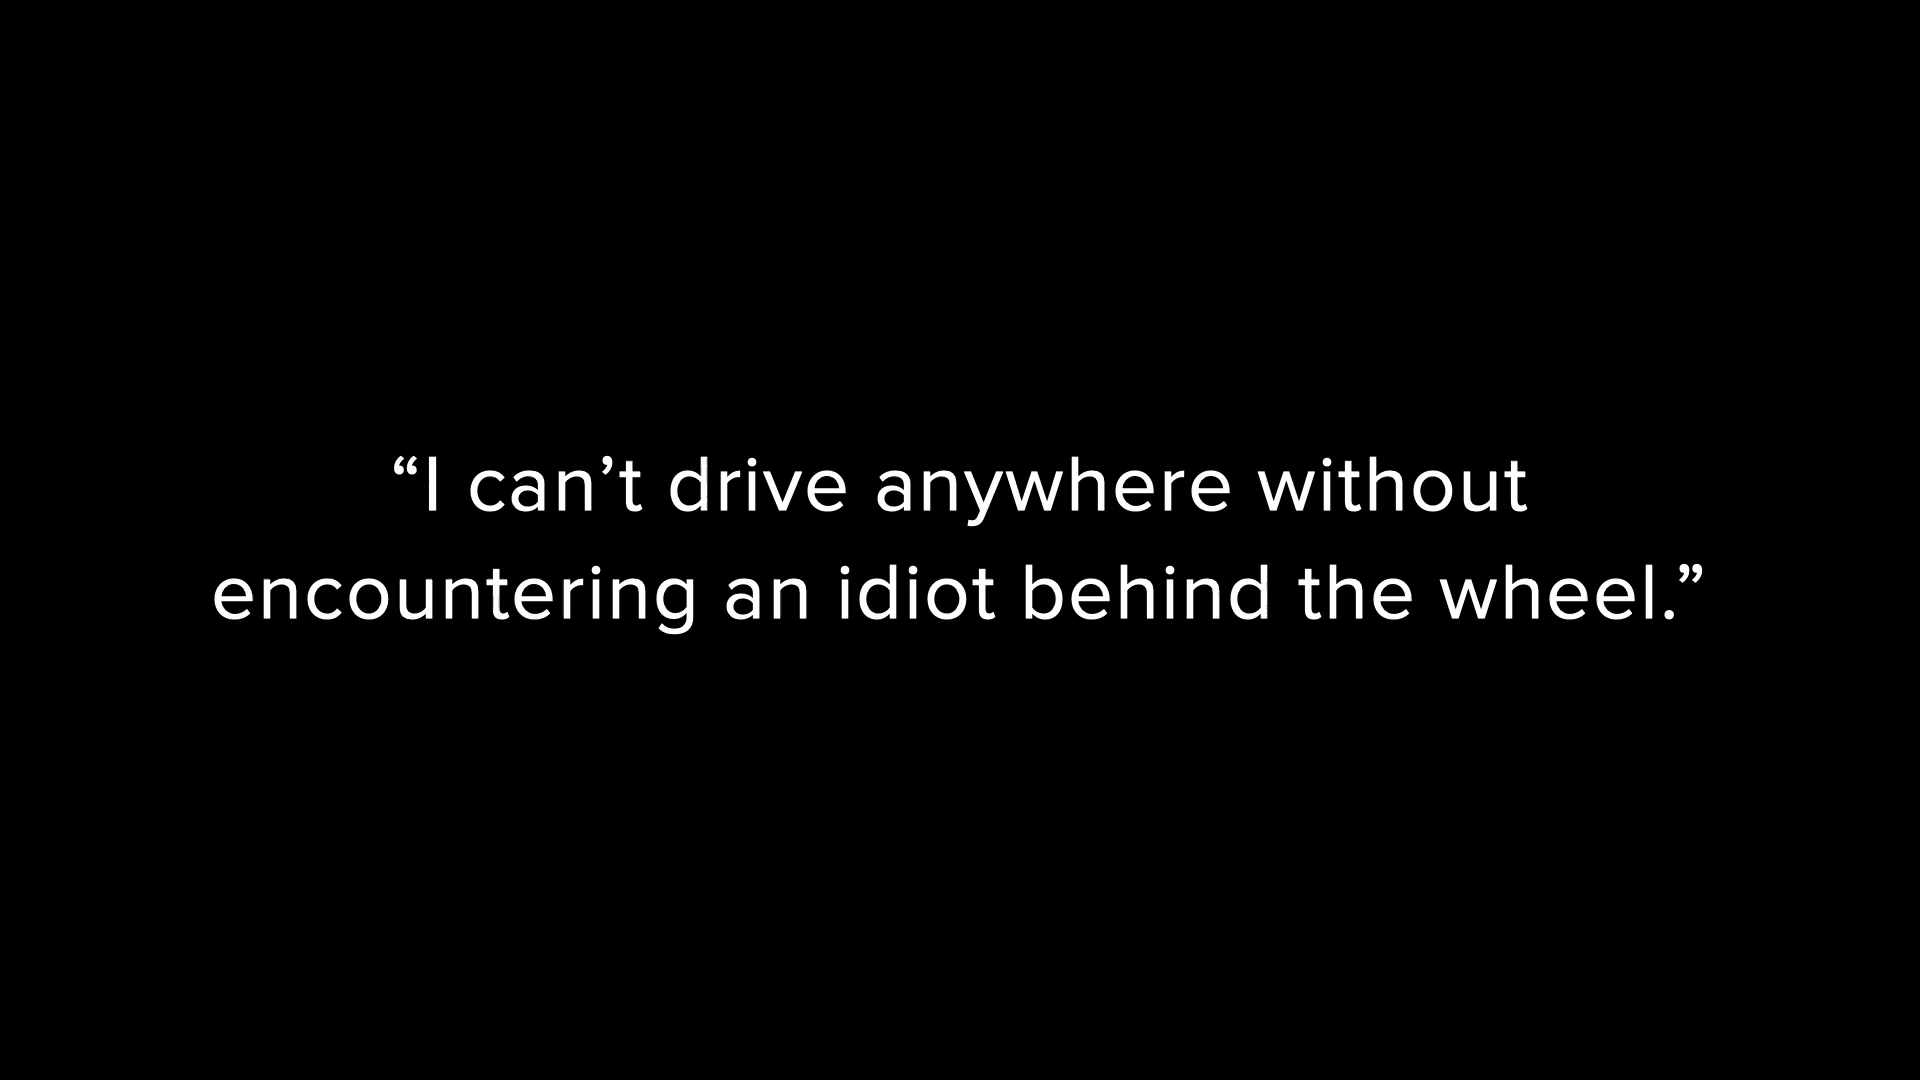 “I can’t drive anywhere without
encountering an idiot behind the wheel.”